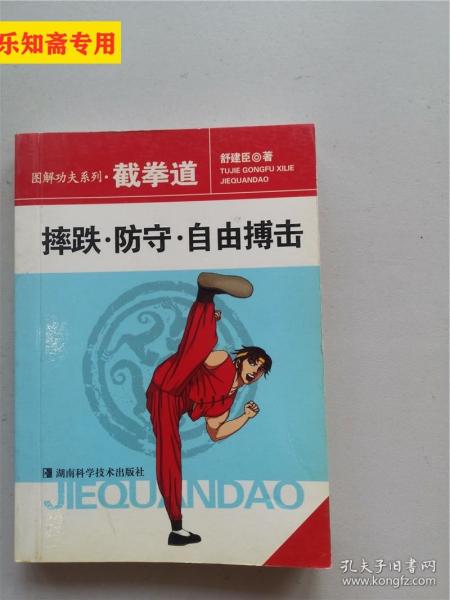 乐知斋专用
图解功夫系列·截拳道
舒建臣◎著
TUJIE GONGFU XILIE
JIEQUANDAO
摔跌·防守·自由搏击
湖南科学技术出版社
JIEQUANDAO
孔夫子旧书网
www.kongfz.com